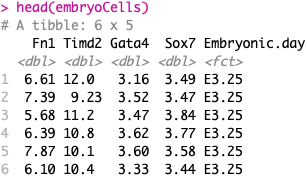 > head(embryoCells)
# A tibble: 6 x 5
Fn1 Timd2 Gata4 Sox7 Embryonic.day
<dbl> <dbl> <dbl> <dbl> <fct>
1 6.61 12.0 3.16 3.49 E3.25
2 7.39 9.23 3.52 3.47 E3.25
3 5.68 11.2 3.47 3.84 E3.25
4 6.39 10.8 3.62 3.77 E3.25
5 7.87 10.1 3.60 3.58 E3.25
6 6.10 10.4 3.33 3.44 E3.25